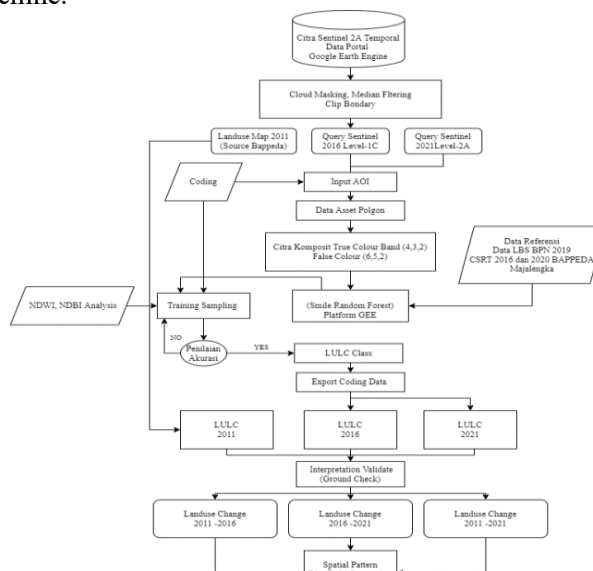 Citra Sentinel 2A Temporal
Data Portal
Google Earth Engine
Cloud Masking, Median Fltering
Clip Bondary
Landuse Map 2011
(Source Bappeda)
Query Sentinel
2016 Level-1C
Query Sentinel
2021Level-2A
Coding
Input AOI
Data Asset Polgon
Citra Komposit True Colour Band (4,3,2)
False Colour (6,5,2)
Data Referensi
Data LBS BPN 2019
CSRT 2016 dan 2020 BAPPEDA
Majalengka
NDWI, NDBI Analysis
Training Sampling
(Smile Random Forest)
Platform GEE
NO
Penilaian
Akurasi
YES
LULC Class
Export Coding Data
LULC
2011
LULC
2016
LULC
2021
Interpretation Validate
(Ground Check)
Landuse Change
2011 -2016
Landuse Change
2016 -2021
Landuse Change
2011 -2021
Spatial Pattern